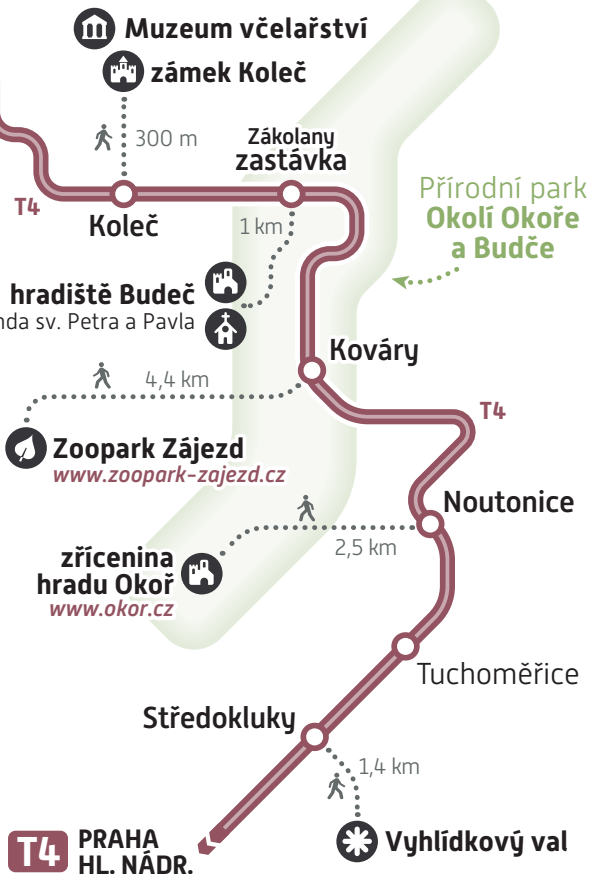 Muzeum včelařství
zámek Koleč
300 m
Zákolany
zastávka
T4
Koleč
1 km
Přírodní park
Okolí Okoře
a Budče
hradiště Budeč
sv. Petra a Pavla
Kováry
4,4 km
T4
Zoopark Zájezd
www.zoopark-zajezd.cz
Noutonice
2,5 km
zřícenina
hradu Okoř
www.okor.cz
Tuchoměřice
Středokluky
1,4 km
T4 PRAHA
HL. NÁDR.
Vyhlídkový val